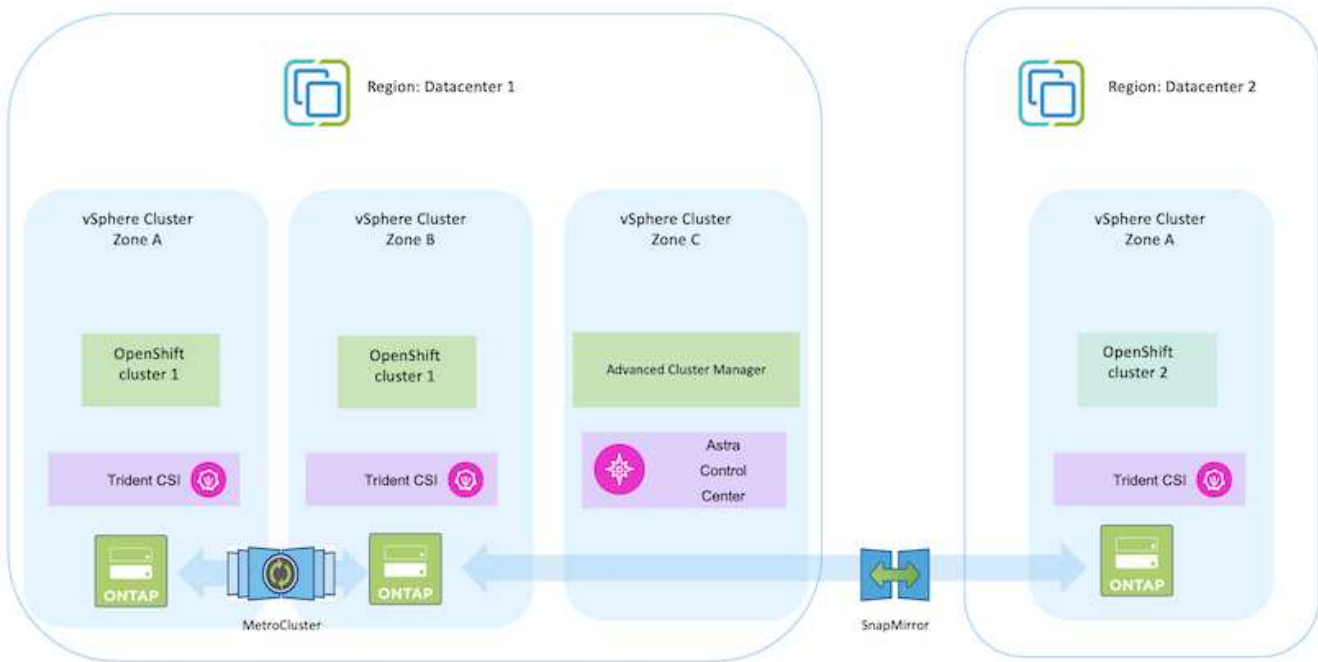 Region: Datacenter 1
Region: Datacenter 2
vSphere Cluster
Zone A
vSphere Cluster
Zone B
vSphere Cluster
Zone C
vSphere Cluster
Zone A
OpenShift
cluster 1
OpenShift
cluster 1
Advanced Cluster Manager
OpenShift
cluster 2
Trident CSI
Trident CSI
Astra
Control
Center
Trident CSI
ONTAP
ONTAP
ONTAP
MetroCluster
SnapMirror